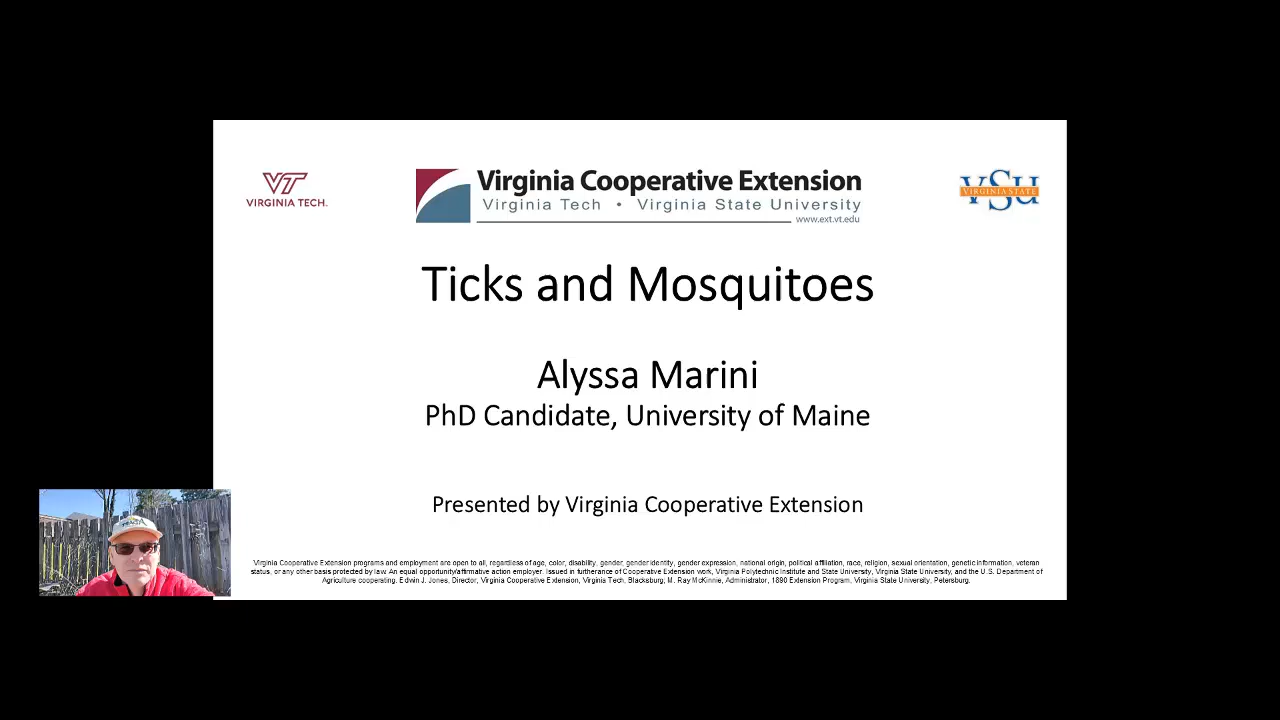 VT
VIRGINIA TECH.
Virginia Cooperative Extension
Virginia Tech • Virginia State University
www.ext.vt.edu
VSU
VIRGINIA STATE
Ticks and Mosquitoes
Alyssa Marini
PhD Candidate, University of Maine
Presented by Virginia Cooperative Extension
Virginia Cooperative Extension programs and employment are open to all, regardless of age, color, disability, gender, gender identity, gender expression, national origin, political affiliation, race, religion, sexual orientation, genetic information, veteran
status, or any other basis protected by law. An equal opportunity/affirmative action employer. Issued in furtherance of Cooperative Extension work, Virginia Polytechnic Institute and State University, Virginia State University, and the U.S. Department of
Agriculture cooperating. Edwin J. Jones, Director, Virginia Cooperative Extension, Virginia Tech, Blacksburg; M. Ray McKinnie, Administrator, 1890 Extension Program, Virginia State University, Petersburg.